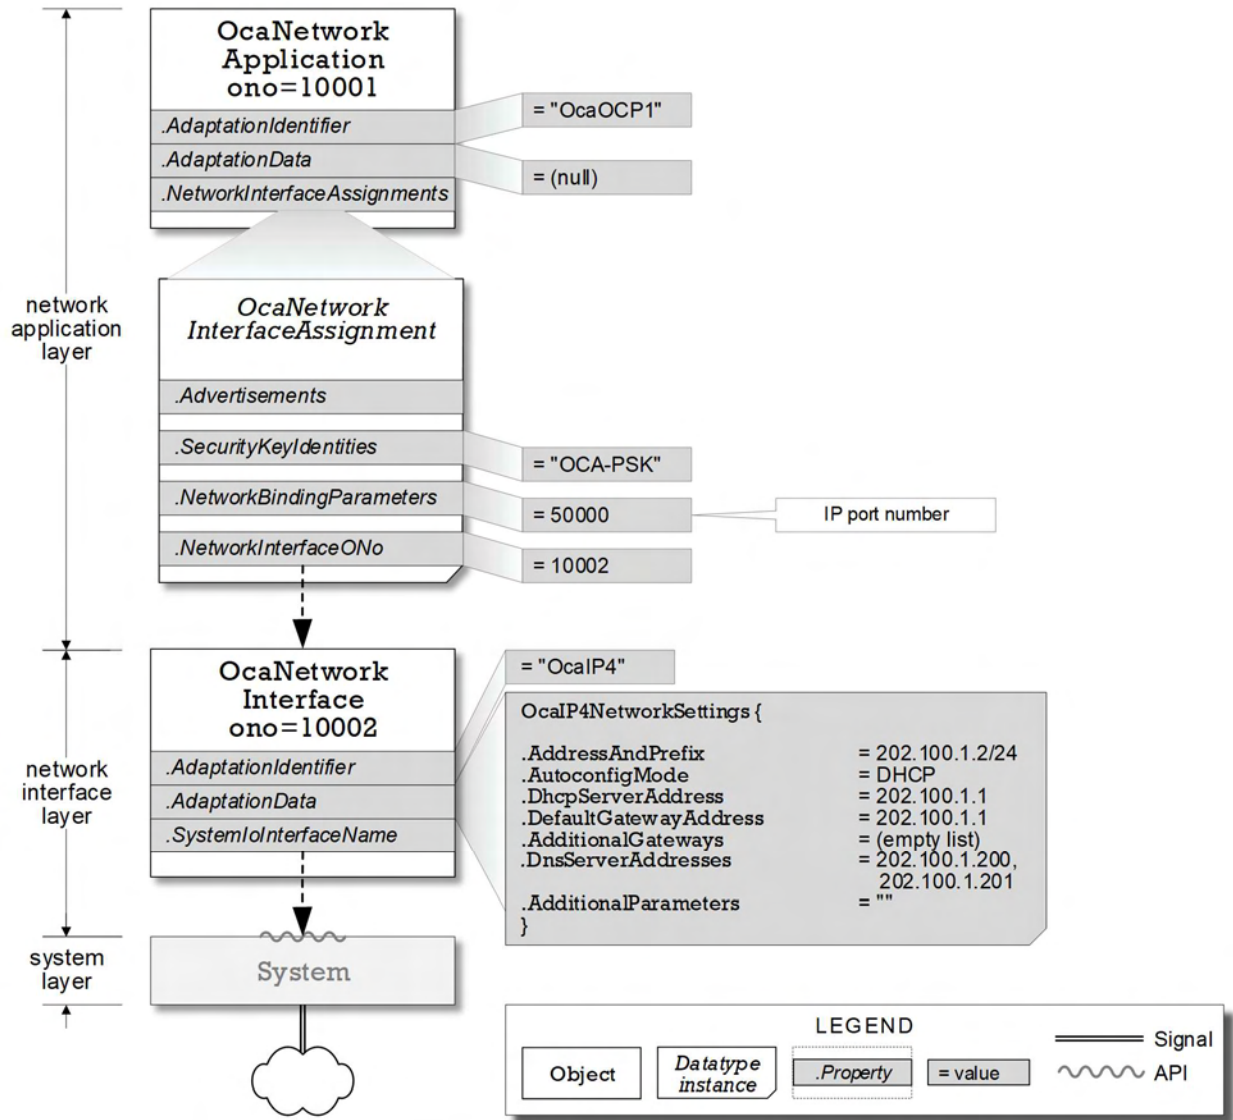 OcaNetwork
Application
ono=10001
.AdaptationIdentifier
= "OcaOCP1"
.AdaptationData
= (null)
.NetworkInterfaceAssignments
network
application
layer
OcaNetwork
InterfaceAssignment
.Advertisements
.SecurityKeyIdentities
= "OCA-PSK"
.NetworkBindingParameters
= 50000
IP port number
.NetworkInterfaceONo
= 10002
network
interface
layer
OcaNetwork
Interface
ono=10002
.AdaptationIdentifier
= "OcaIP4"
.AdaptationData
.SystemIoInterfaceName
OcaIP4NetworkSettings {
.AddressAndPrefix = 202.100.1.2/24
.AutoconfigMode = DHCP
.DhcpServerAddress = 202.100.1.1
.DefaultGatewayAddress = 202.100.1.1
.AdditionalGateways = (empty list)
.DnsServerAddresses = 202.100.1.200,
202.100.1.201
.AdditionalParameters = ""
}
system
layer
System
LEGEND
Object
Datatype
instance
.Property
= value
Signal
API